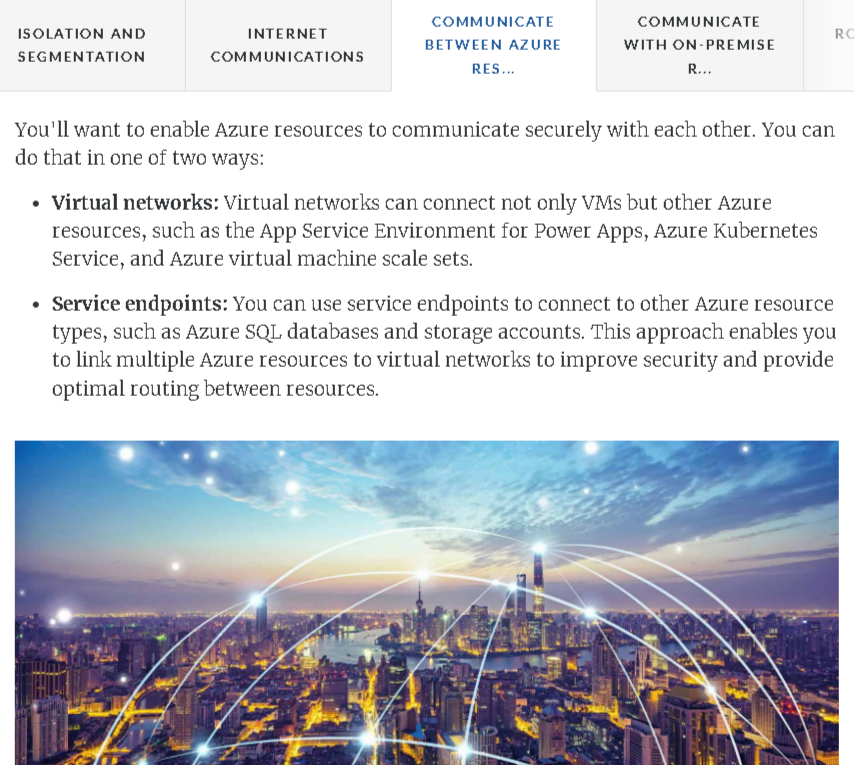 ISOLATION AND
SEGMENTATION
INTERNET
COMMUNICATIONS
COMMUNICATE
BETWEEN AZURE
RES...
COMMUNICATE
WITH ON-PREMISE
R...
RO
You'll want to enable Azure resources to communicate securely with each other. You can
do that in one of two ways:
• Virtual networks: Virtual networks can connect not only VMs but other Azure
resources, such as the App Service Environment for Power Apps, Azure Kubernetes
Service, and Azure virtual machine scale sets.
• Service endpoints: You can use service endpoints to connect to other Azure resource
types, such as Azure SQL databases and storage accounts. This approach enables you
to link multiple Azure resources to virtual networks to improve security and provide
optimal routing between resources.